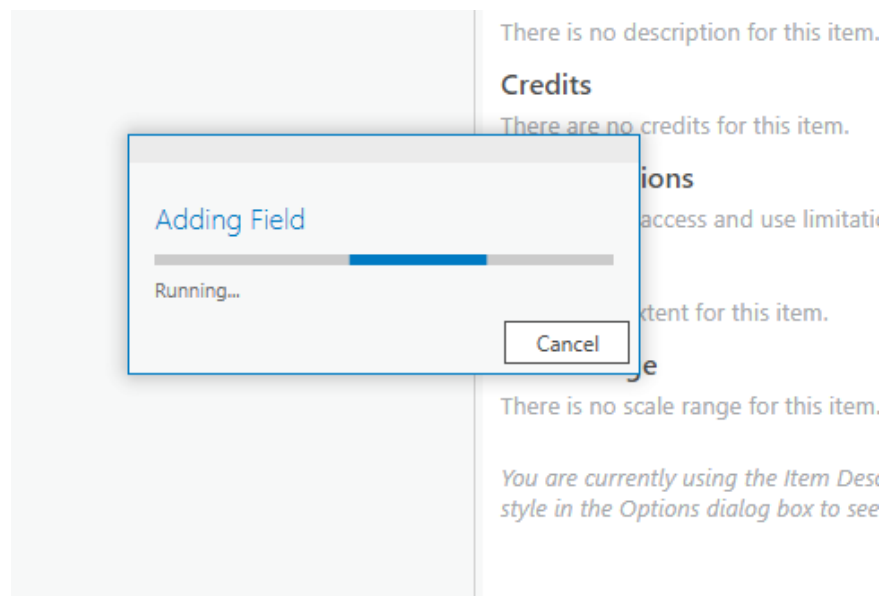 There is no description for this item.
Credits
There are no credits for this item.
ions
access and use limitatio
Adding Field
Running...
xtent for this item.
Cancel
ge
There is no scale range for this item.
You are currently using the Item Desc
style in the Options dialog box to see